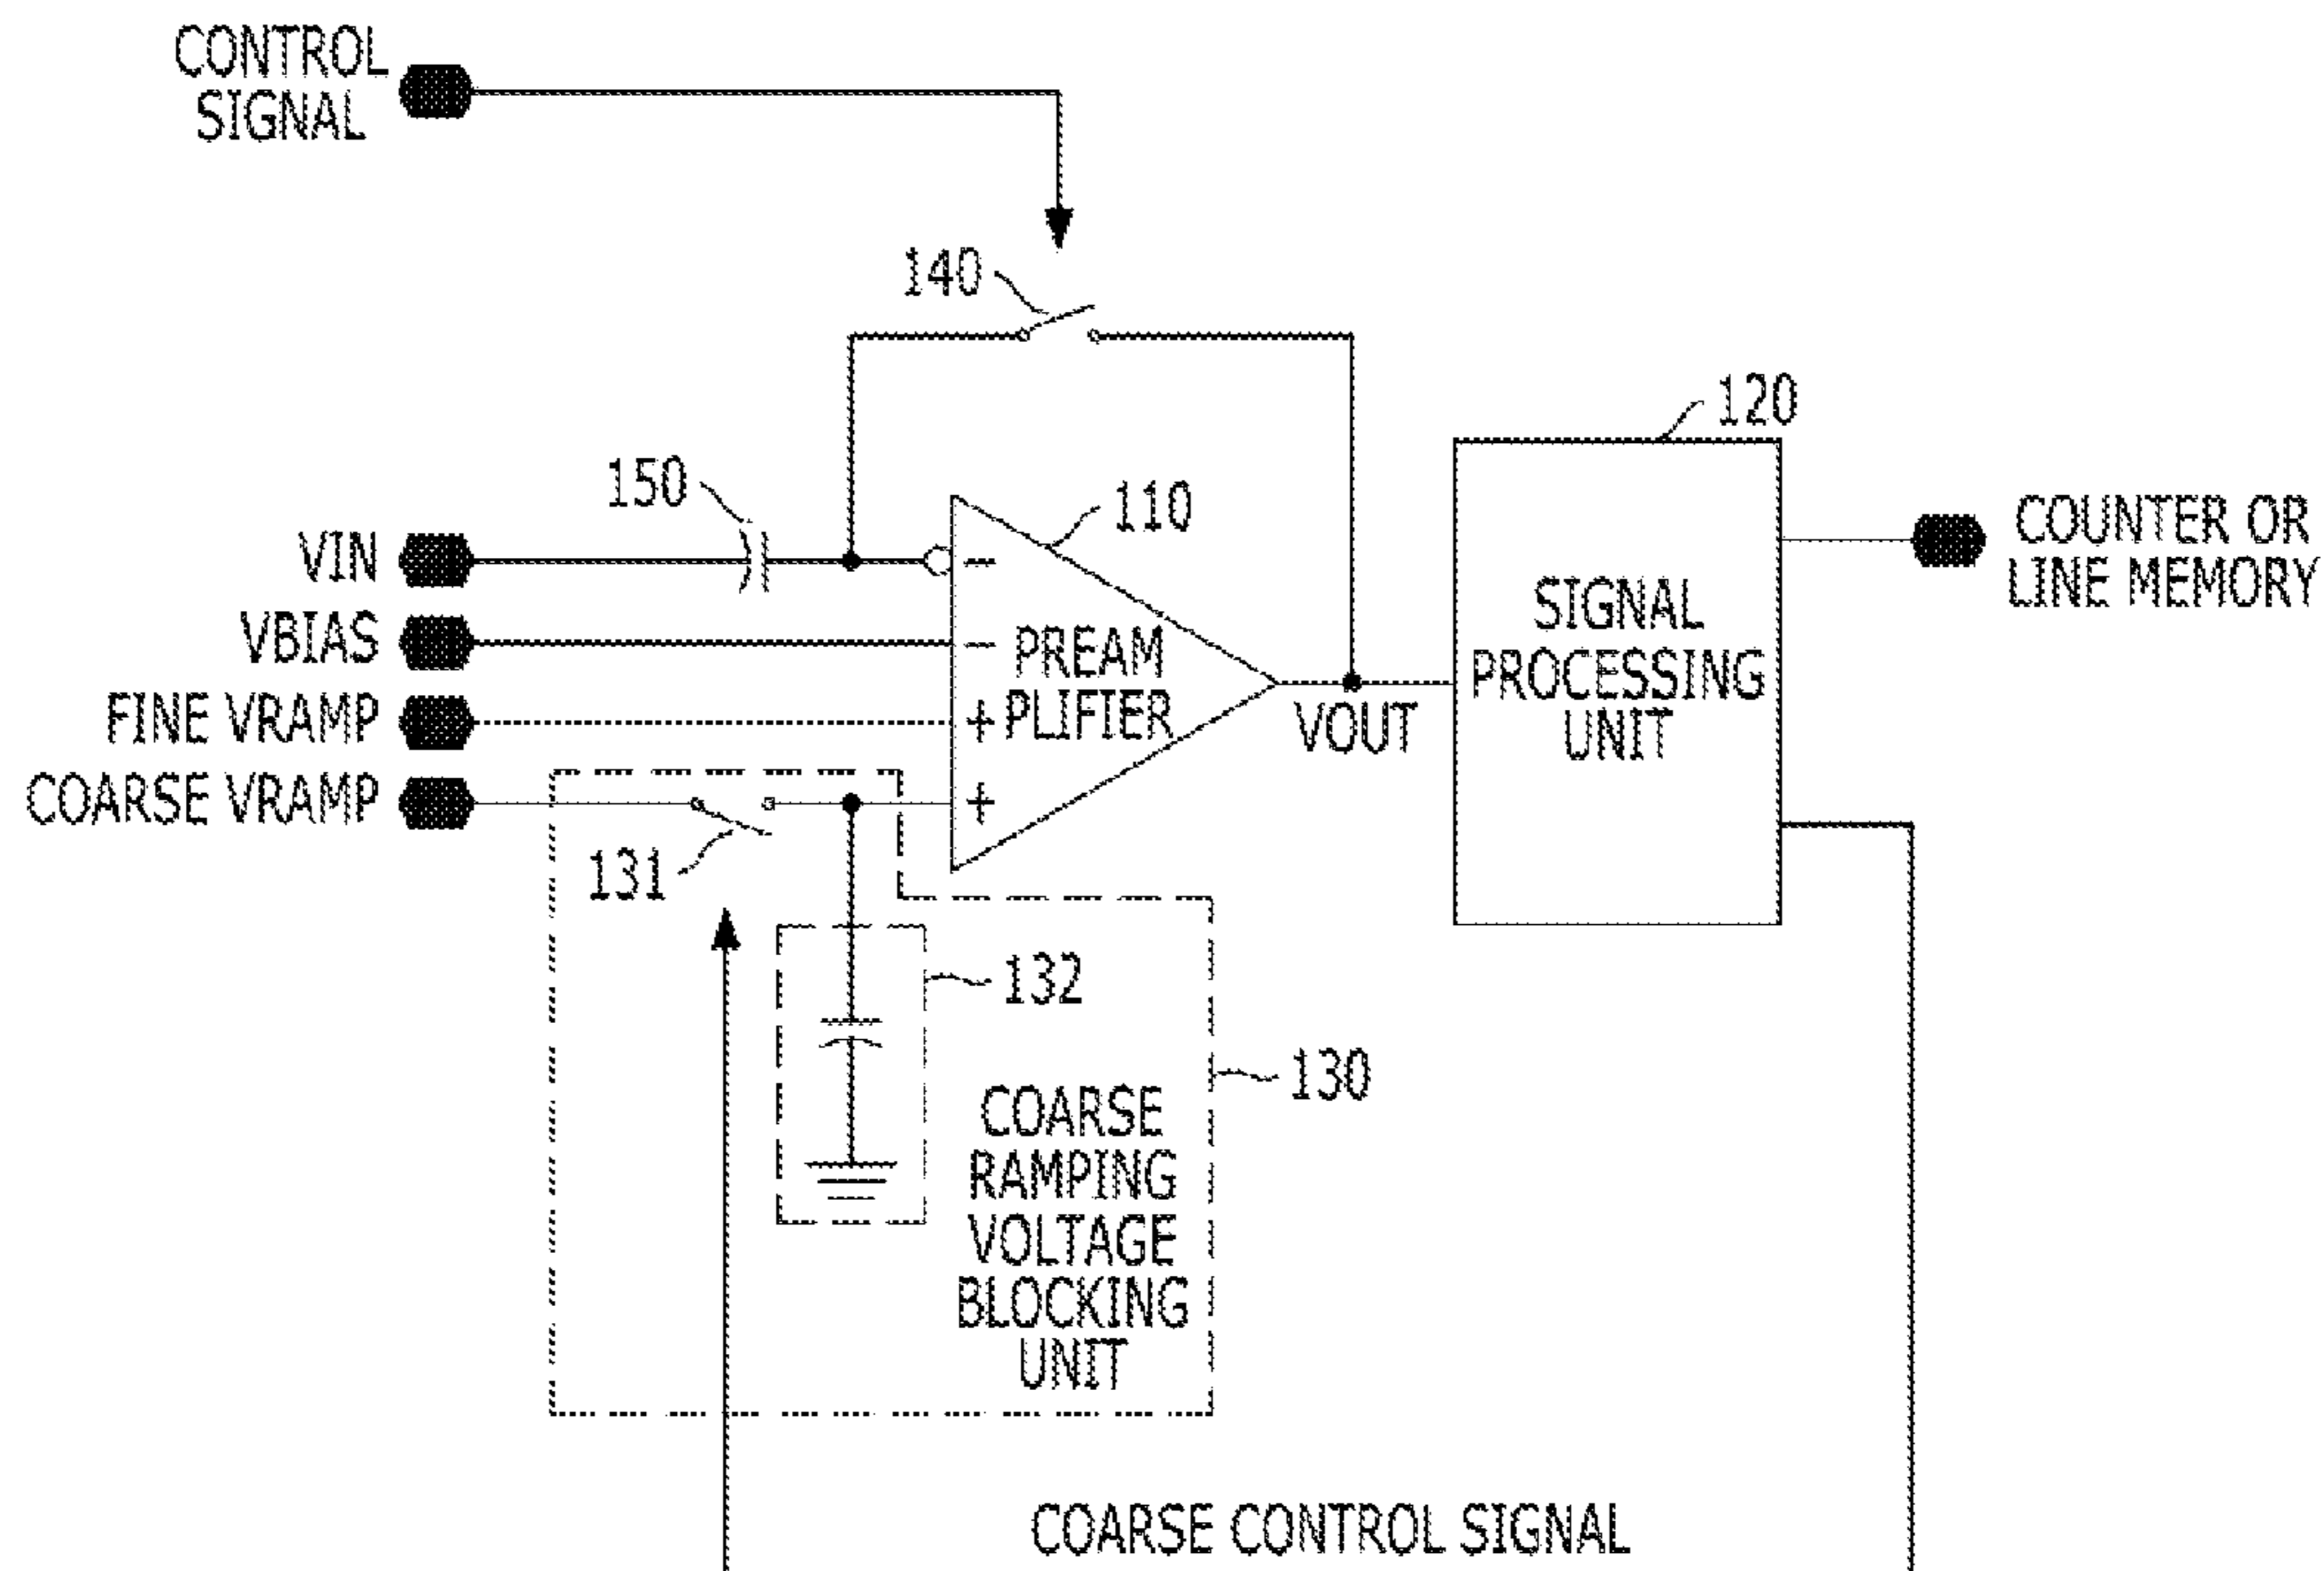 CONTROL
SIGNAL
140
120
150
110
VIN
COUNTER OR
LINE MEMORY
VBIAS
FINE VRAMP
COARSE VRAMP
−
−
+
+
PREAM
PLIFIER
VOUT
SIGNAL
PROCESSING
UNIT
131
132
130
COARSE
RAMPING
VOLTAGE
BLOCKING
UNIT
COARSE CONTROL SIGNAL